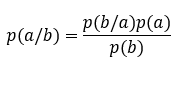 p(a/b) = p(b/a)p(a) / p(b)